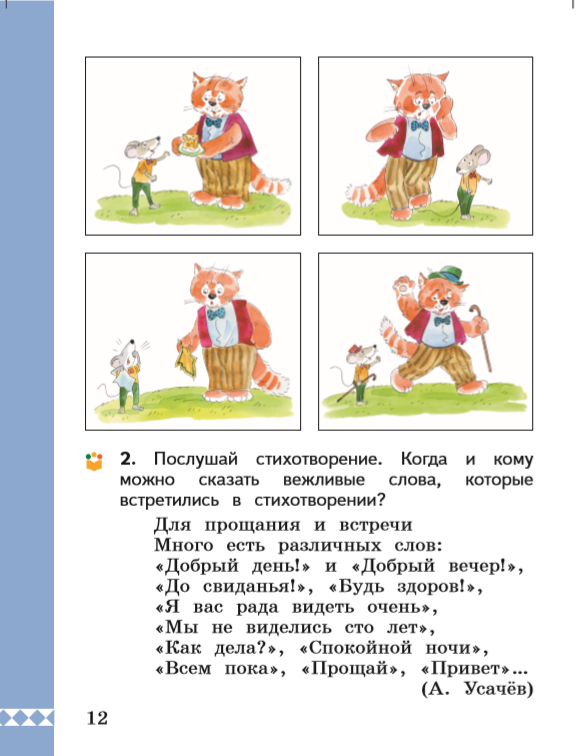 2. Послушай стихотворение. Когда и кому
можно сказать вежливые слова, которые
встретились в стихотворении?
Для прощания и встречи
Много есть различных слов:
«Добрый день!» и «Добрый вечер!»,
«До свиданья!», «Будь здоров!»,
«Я вас рада видеть очень»,
«Мы не виделись сто лет»,
«Как дела?», «Спокойной ночи»,
«Всем пока», «Прощай», «Привет»...
(А. Усачёв)
12